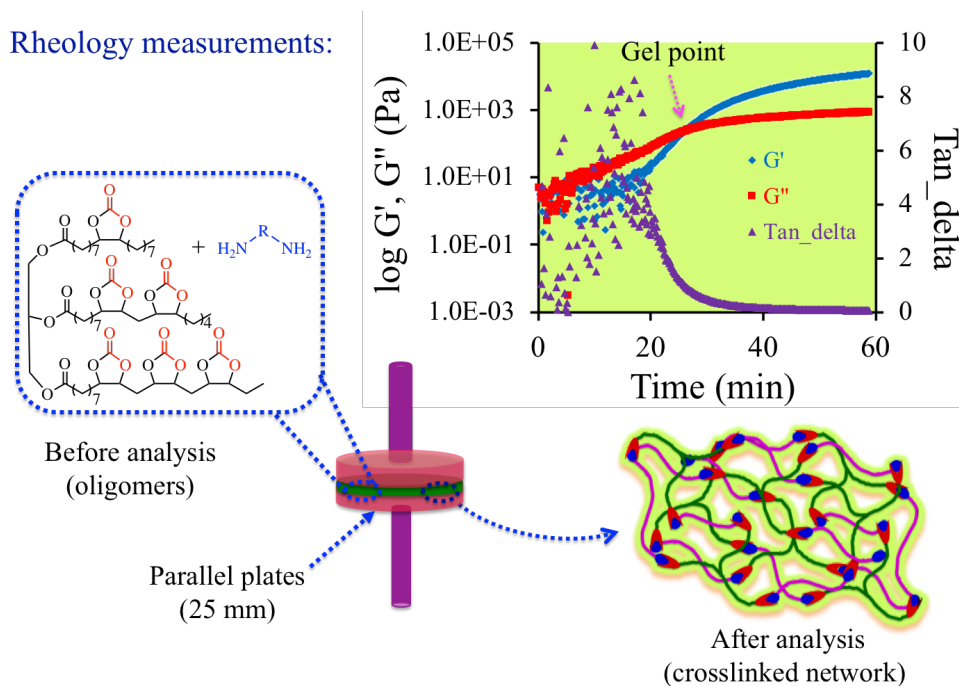 Rheology measurements:
1.0E+05
1.0E+03
1.0E+01
1.0E-01
1.0E-03
log G', G" (Pa)
Gel point
G'
G"
Tan_delta
10
8
6
4
2
0
Tan_delta
0
20
40
60
Time (min)
O
O
O
O
O
7
7
+
H₂N
R
NH₂
O
O
O
O
O
O
O
O
7
4
O
O
O
O
O
O
O
O
O
O
O
7
Before analysis
(oligomers)
Parallel plates
(25 mm)
After analysis
(crosslinked network)